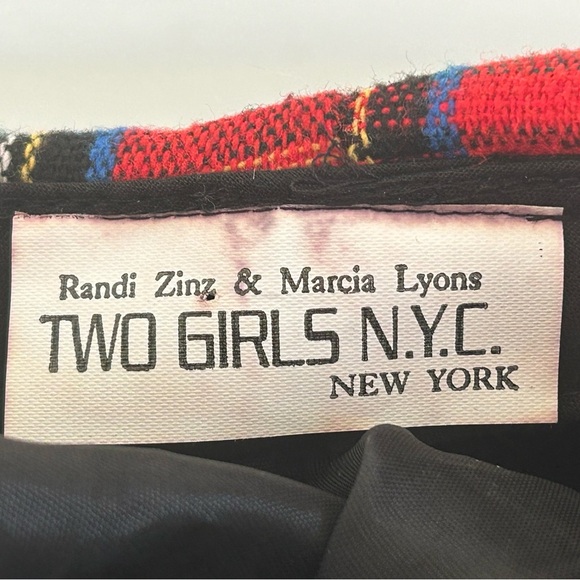 Randi Zinz & Marcia Lyons
TWO GIRLS N.Y.C.
NEW YORK